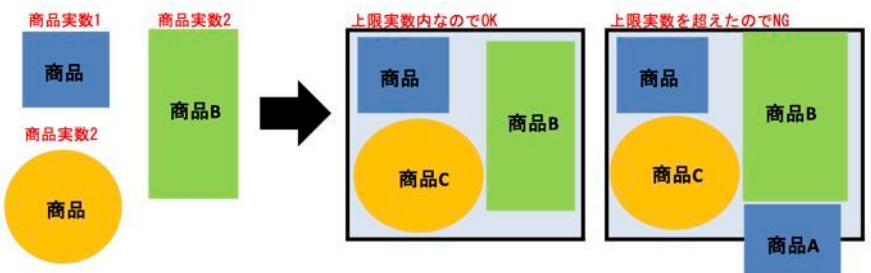 商品実数1
商品
商品実数2
商品B
商品実数2
商品
上限実数内なのでOK
商品
商品B
商品C
上限実数を超えたのでNG
商品
商品B
商品C
商品A